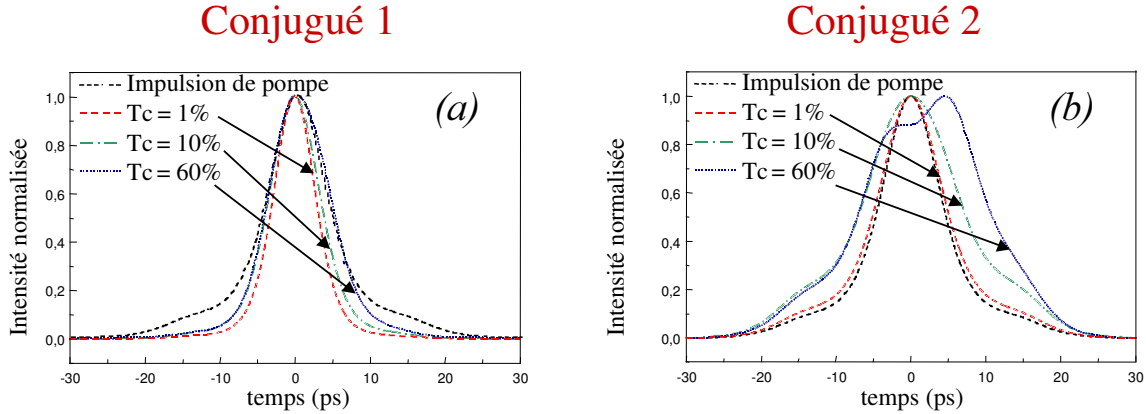 Conjugué 1
Impulsion de pompe
Tc = 1%
Tc = 10%
Tc = 60%
(a)
Intensité normalisée
1,0
0,8
0,6
0,4
0,2
0,0
-30 -20 -10 0 10 20 30
temps (ps)
Conjugué 2
Impulsion de pompe
Tc = 1%
Tc = 10%
Tc = 60%
(b)
Intensité normalisée
1,0
0,8
0,6
0,4
0,2
0,0
-30 -20 -10 0 10 20 30
temps (ps)